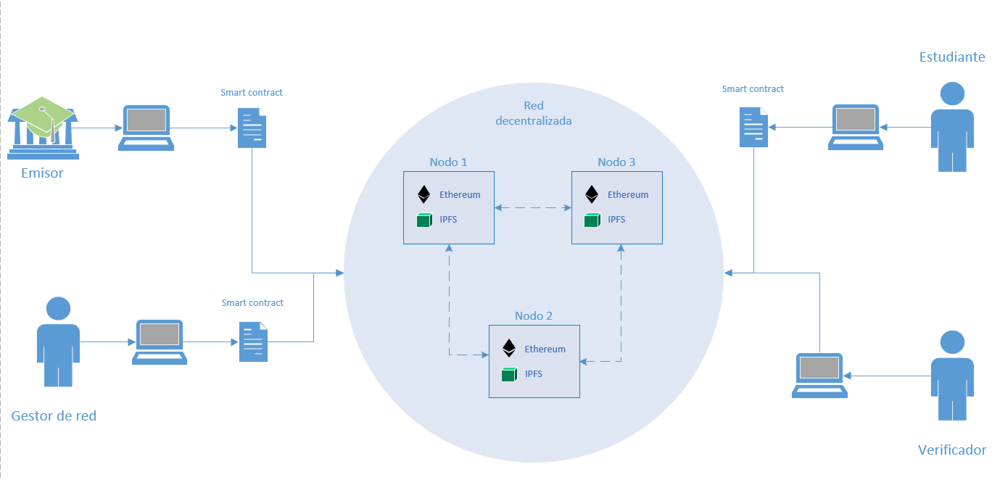 Estudiante
Smart contract
Smart contract
Red
decentralizada
Emisor
Nodo 1
Nodo 3
Ethereum
IPFS
Ethereum
IPFS
Smart contract
Nodo 2
Ethereum
IPFS
Gestor de red
Verificador